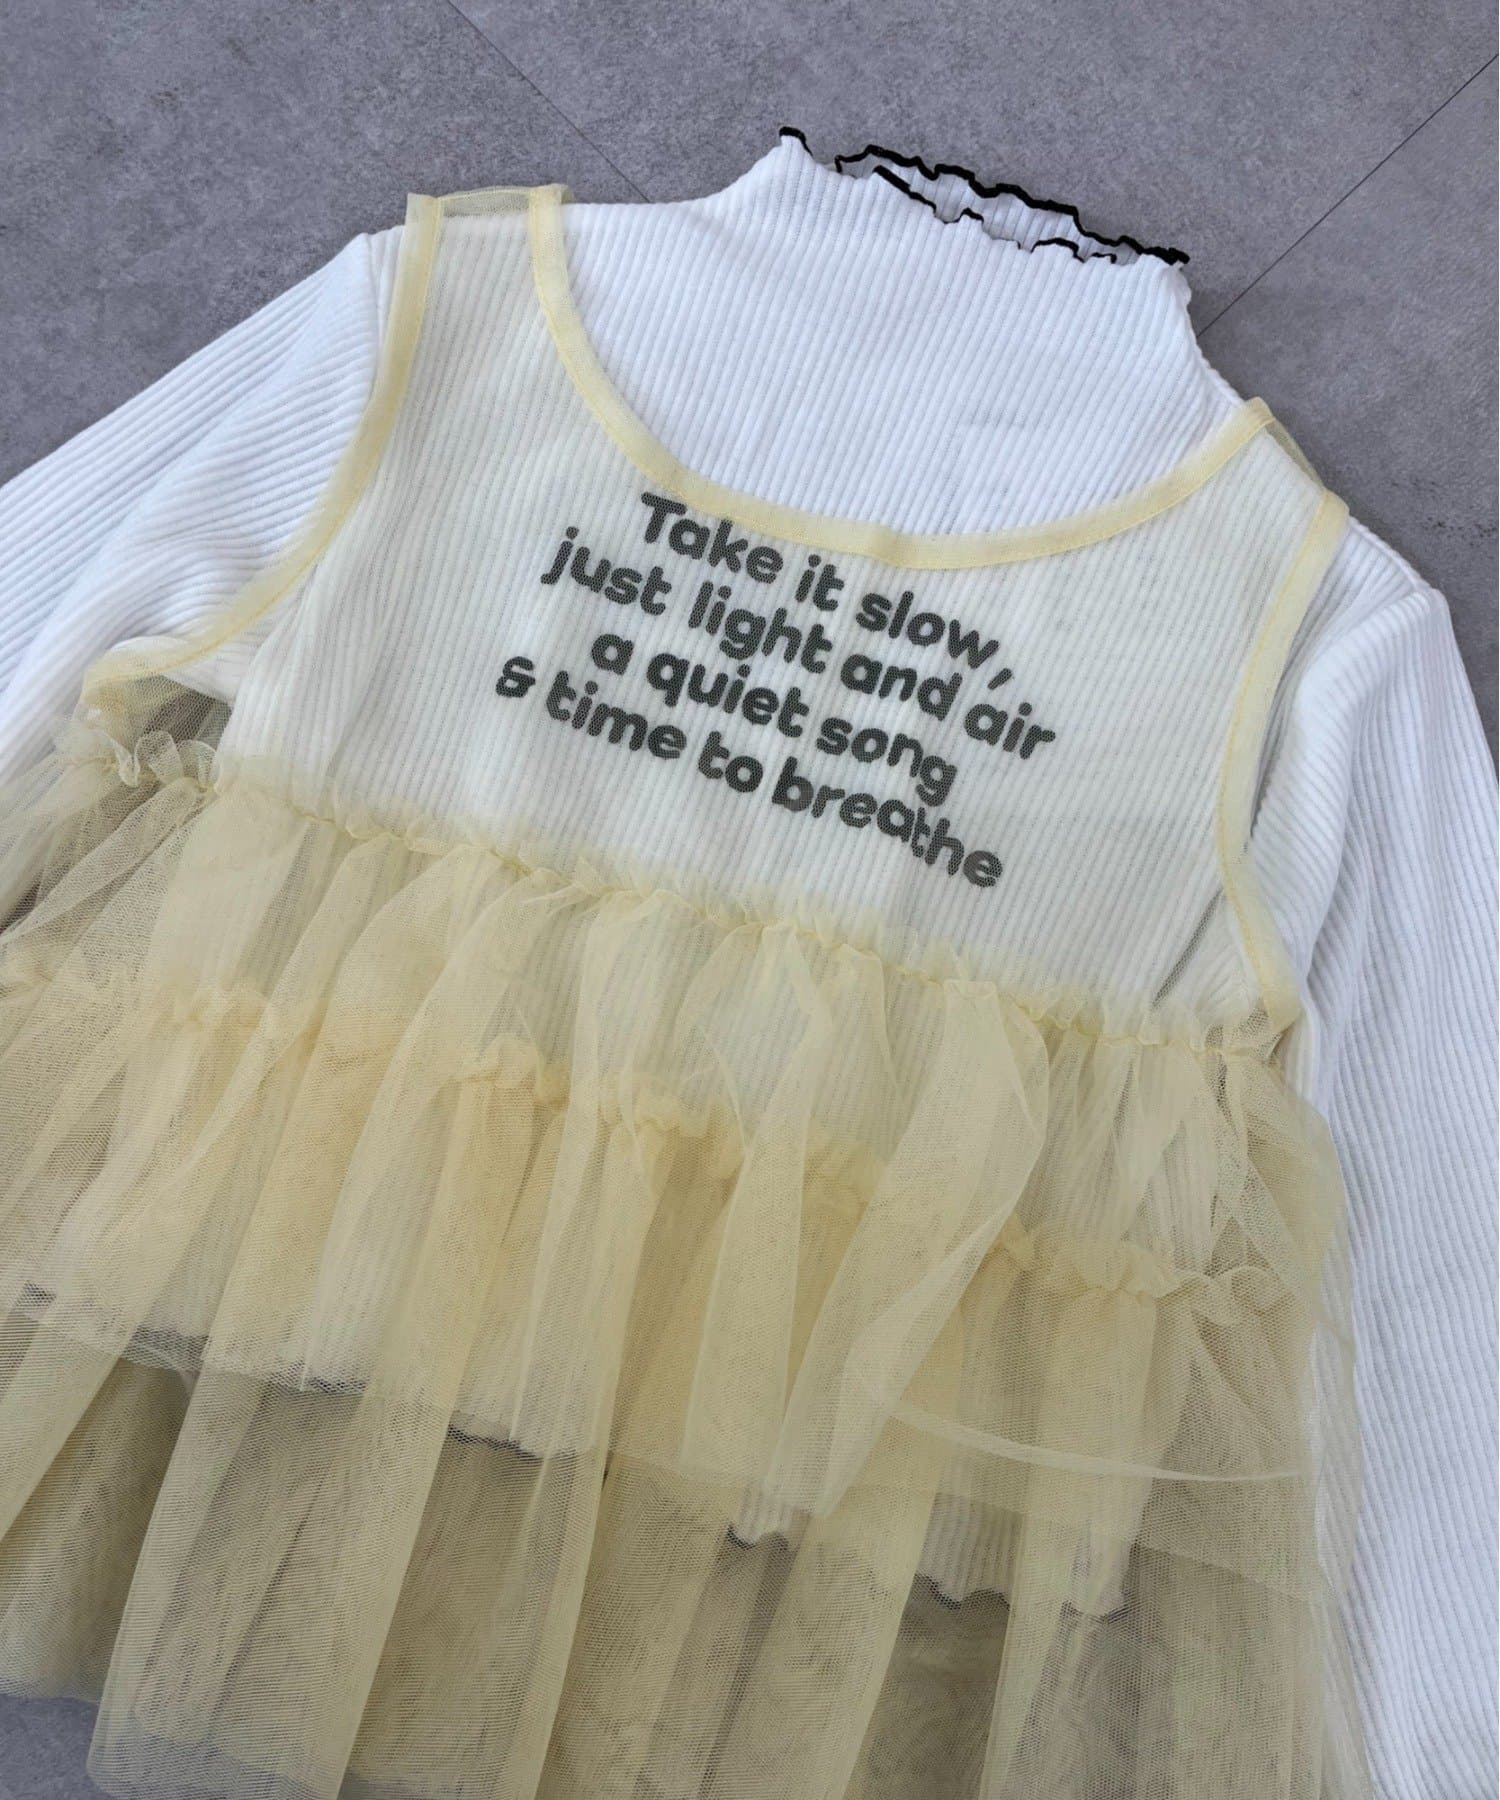 Take it slow,
just light and air
a quiet song
& time to breathe